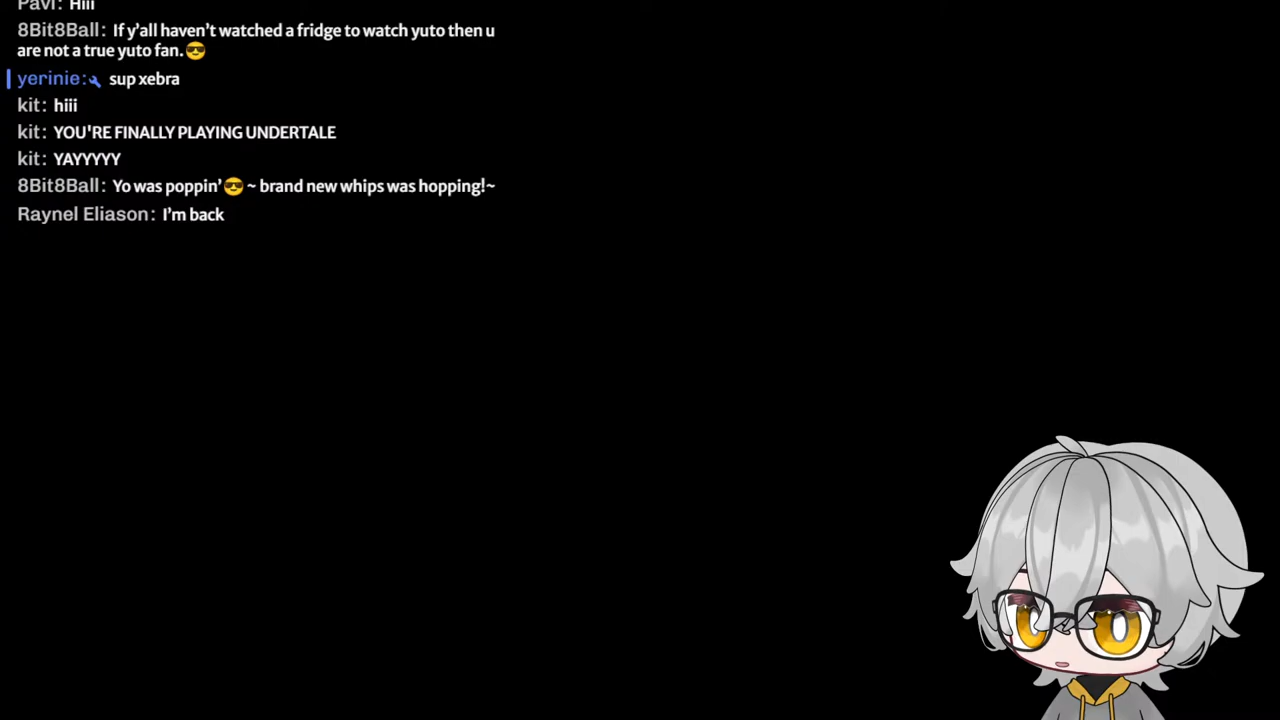 Pavi: Hiii
8Bit8Ball: If y'all haven't watched a fridge to watch yuto then u
are not a true yuto fan.😎
yerinie: sup xebra
kit: hiii
kit: YOU'RE FINALLY PLAYING UNDERTALE
kit: YAYYYYY
8Bit8Ball: Yo was poppin’😎 ~ brand new whips was hopping!~
Raynel Eliason: I’m back